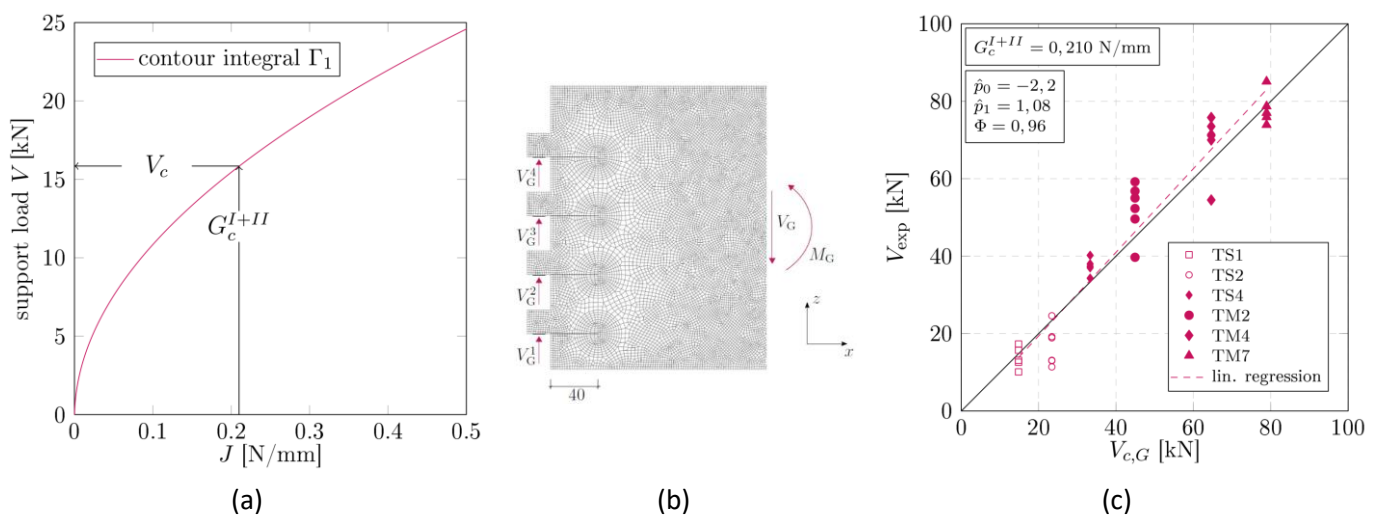 25
20
15
10
5
0
support load V [kN]
contour integral Γ₁
V_c
G_c^{I+II}
0
0.1
0.2
0.3
0.4
0.5
J [N/mm]
(a)
V_G^4
V_G^3
V_G^2
V_G^1
40
V_G
M_G
z
x
(b)
100
80
60
40
20
0
V_exp [kN]
G_c^{I+II} = 0,210 N/mm
p̂₀ = −2,2
p̂₁ = 1,08
Φ = 0,96
TS1
TS2
TS4
TM2
TM4
TM7
lin. regression
0
20
40
60
80
100
V_{c,G} [kN]
(c)